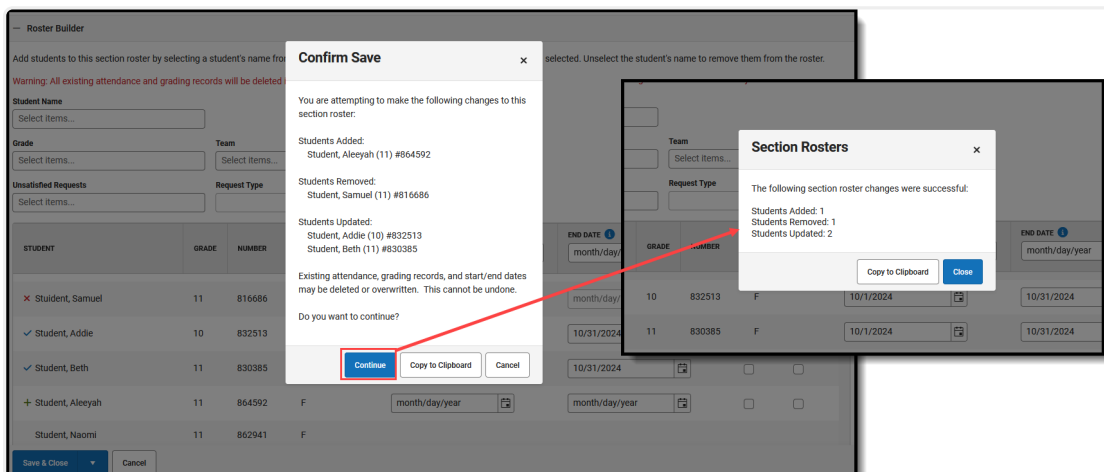 Roster Builder
Add students to this section roster by selecting a student's name from
selected. Unselect the student's name to remove them from the roster.
Warning: All existing attendance and grading records will be deleted
Student Name
Select items...
Grade
Team
Select items...
Select items...
Unsatisfied Requests
Request Type
Select items...
STUDENT
GRADE
NUMBER
END DATE
month/day/
× Stuident, Samuel 11 816686 month/day/
✓ Student, Addie 10 832513 10/31/2024
✓ Student, Beth 11 830385 10/31/2024
+ Student, Aleeyah 11 864592 F month/day/year month/day/year
Student, Naomi 11 862941 F
Save & Close
Cancel
Confirm Save ×
You are attempting to make the following changes to this
section roster:
Students Added:
Student, Aleeyah (11) #864592
Students Removed:
Student, Samuel (11) #816686
Students Updated:
Student, Addie (10) #832513
Student, Beth (11) #830385
Existing attendance, grading records, and start/end dates
may be deleted or overwritten. This cannot be undone.
Do you want to continue?
Continue
Copy to Clipboard
Cancel
Team
Select items...
Request Type
GRADE
NUMBER
END DATE
month/day/year
10 832513 F 10/1/2024 10/31/2024
11 830385 F 10/1/2024 10/31/2024
Section Rosters ×
The following section roster changes were successful:
Students Added: 1
Students Removed: 1
Students Updated: 2
Copy to Clipboard
Close